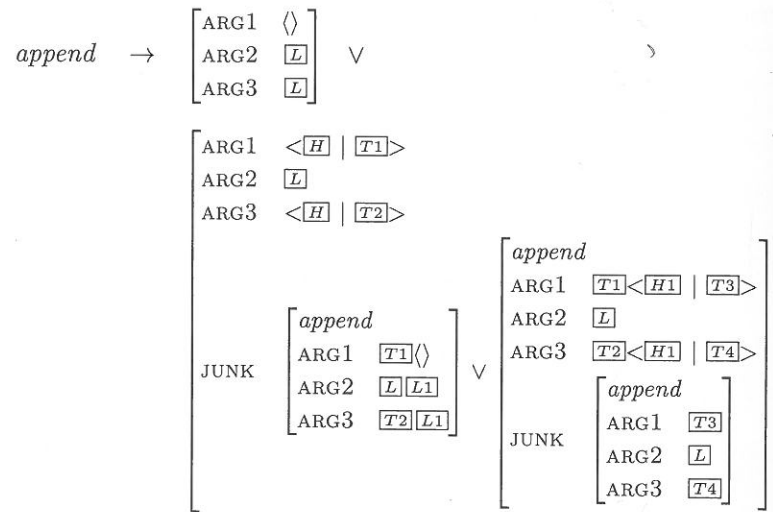 append → [ARG1 ⟨⟩
ARG2 L
ARG3 L] ∨
[ARG1 <H | T1>
ARG2 L
ARG3 <H | T2>
JUNK [append
ARG1 T1⟨⟩
ARG2 L L1
ARG3 T2 L1] ∨
[append
ARG1 T1<H1 | T3>
ARG2 L
ARG3 T2<H1 | T4>
JUNK [append
ARG1 T3
ARG2 L
ARG3 T4]]]